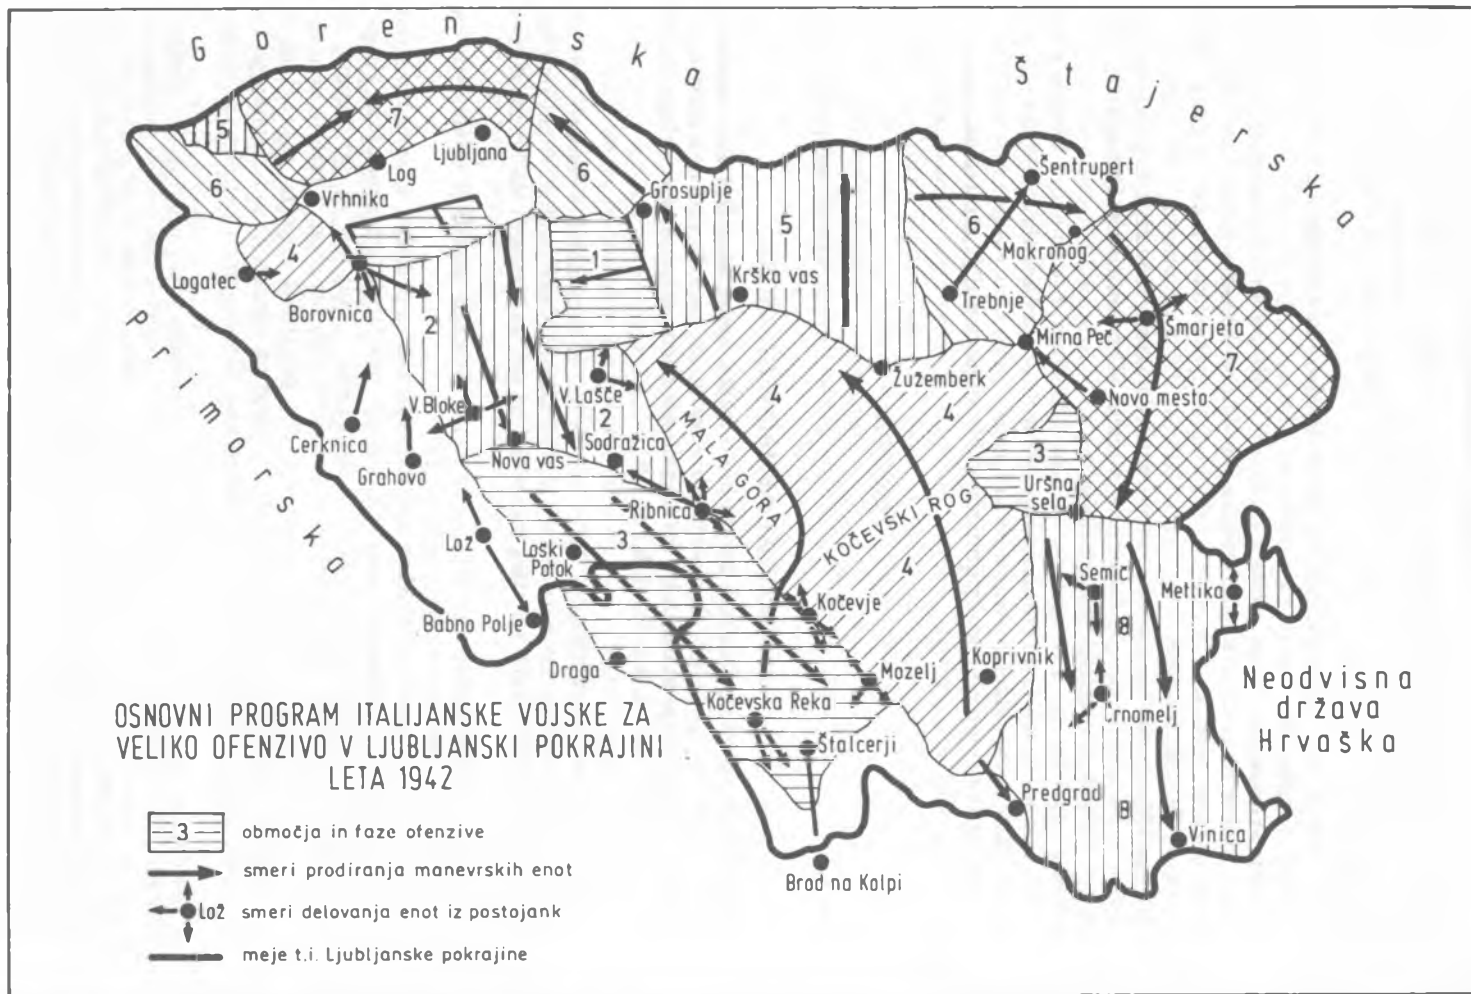 Gorenjska
Štajerska
Primorska
5
7
Ljubljana
Log
6
Vrhnika
6
Grosuplje
Šentrupert
1
4
Logatec
Borovnica
1
5
6
Mokronog
Krška vas
Trebnje
2
Mirna Peč
Šmarjeta
7
V. Lašče
Žužemberk
4
4
Novo mesto
V. Bloke
2
Cerknica
Sodražica
MALA GORA
3
Grahovo
Nova vas
Uršna
sela
Ribnica
KOČEVSKI ROG
Lož
3
Loški
Potok
4
Semič
Metlika
Kočevje
Babno Polje
8
Draga
Mozelj
Koprivnik
Kočevska Reka
Črnomelj
Neodvisna
država
Hrvaška
Štalcerji
Predgrad
8
Vinica
Brod na Kolpi
OSNOVNI PROGRAM ITALIJANSKE VOJSKE ZA
VELIKO OFENZIVO V LJUBLJANSKI POKRAJINI
LETA 1942
3 območja in faze ofenzive
smeri prodiranja manevrskih enot
Lož smeri delovanja enot iz postojank
meje t.i. Ljubljanske pokrajine